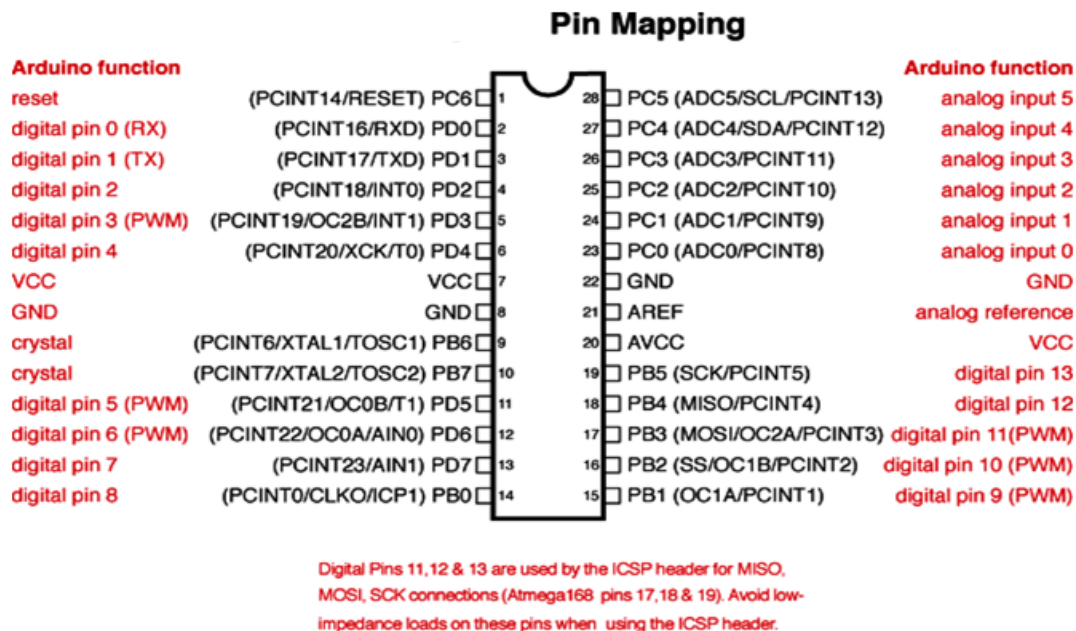 Pin Mapping
Arduino function Arduino function
reset (PCINT14/RESET) PC6 1 28 PC5 (ADC5/SCL/PCINT13) analog input 5
digital pin 0 (RX) (PCINT16/RXD) PD0 2 27 PC4 (ADC4/SDA/PCINT12) analog input 4
digital pin 1 (TX) (PCINT17/TXD) PD1 3 26 PC3 (ADC3/PCINT11) analog input 3
digital pin 2 (PCINT18/INT0) PD2 4 25 PC2 (ADC2/PCINT10) analog input 2
digital pin 3 (PWM) (PCINT19/OC2B/INT1) PD3 5 24 PC1 (ADC1/PCINT9) analog input 1
digital pin 4 (PCINT20/XCK/T0) PD4 6 23 PC0 (ADC0/PCINT8) analog input 0
VCC VCC 7 22 GND GND
GND GND 8 21 AREF analog reference
crystal (PCINT6/XTAL1/TOSC1) PB6 9 20 AVCC VCC
crystal (PCINT7/XTAL2/TOSC2) PB7 10 19 PB5 (SCK/PCINT5) digital pin 13
digital pin 5 (PWM) (PCINT21/OC0B/T1) PD5 11 18 PB4 (MISO/PCINT4) digital pin 12
digital pin 6 (PWM) (PCINT22/OC0A/AIN0) PD6 12 17 PB3 (MOSI/OC2A/PCINT3) digital pin 11(PWM)
digital pin 7 (PCINT23/AIN1) PD7 13 16 PB2 (SS/OC1B/PCINT2) digital pin 10 (PWM)
digital pin 8 (PCINT0/CLKO/ICP1) PB0 14 15 PB1 (OC1A/PCINT1) digital pin 9 (PWM)
Digital Pins 11,12 & 13 are used by the ICSP header for MISO,
MOSI, SCK connections (Atmega168 pins 17,18 & 19). Avoid low-
impedance loads on these pins when using the ICSP header.